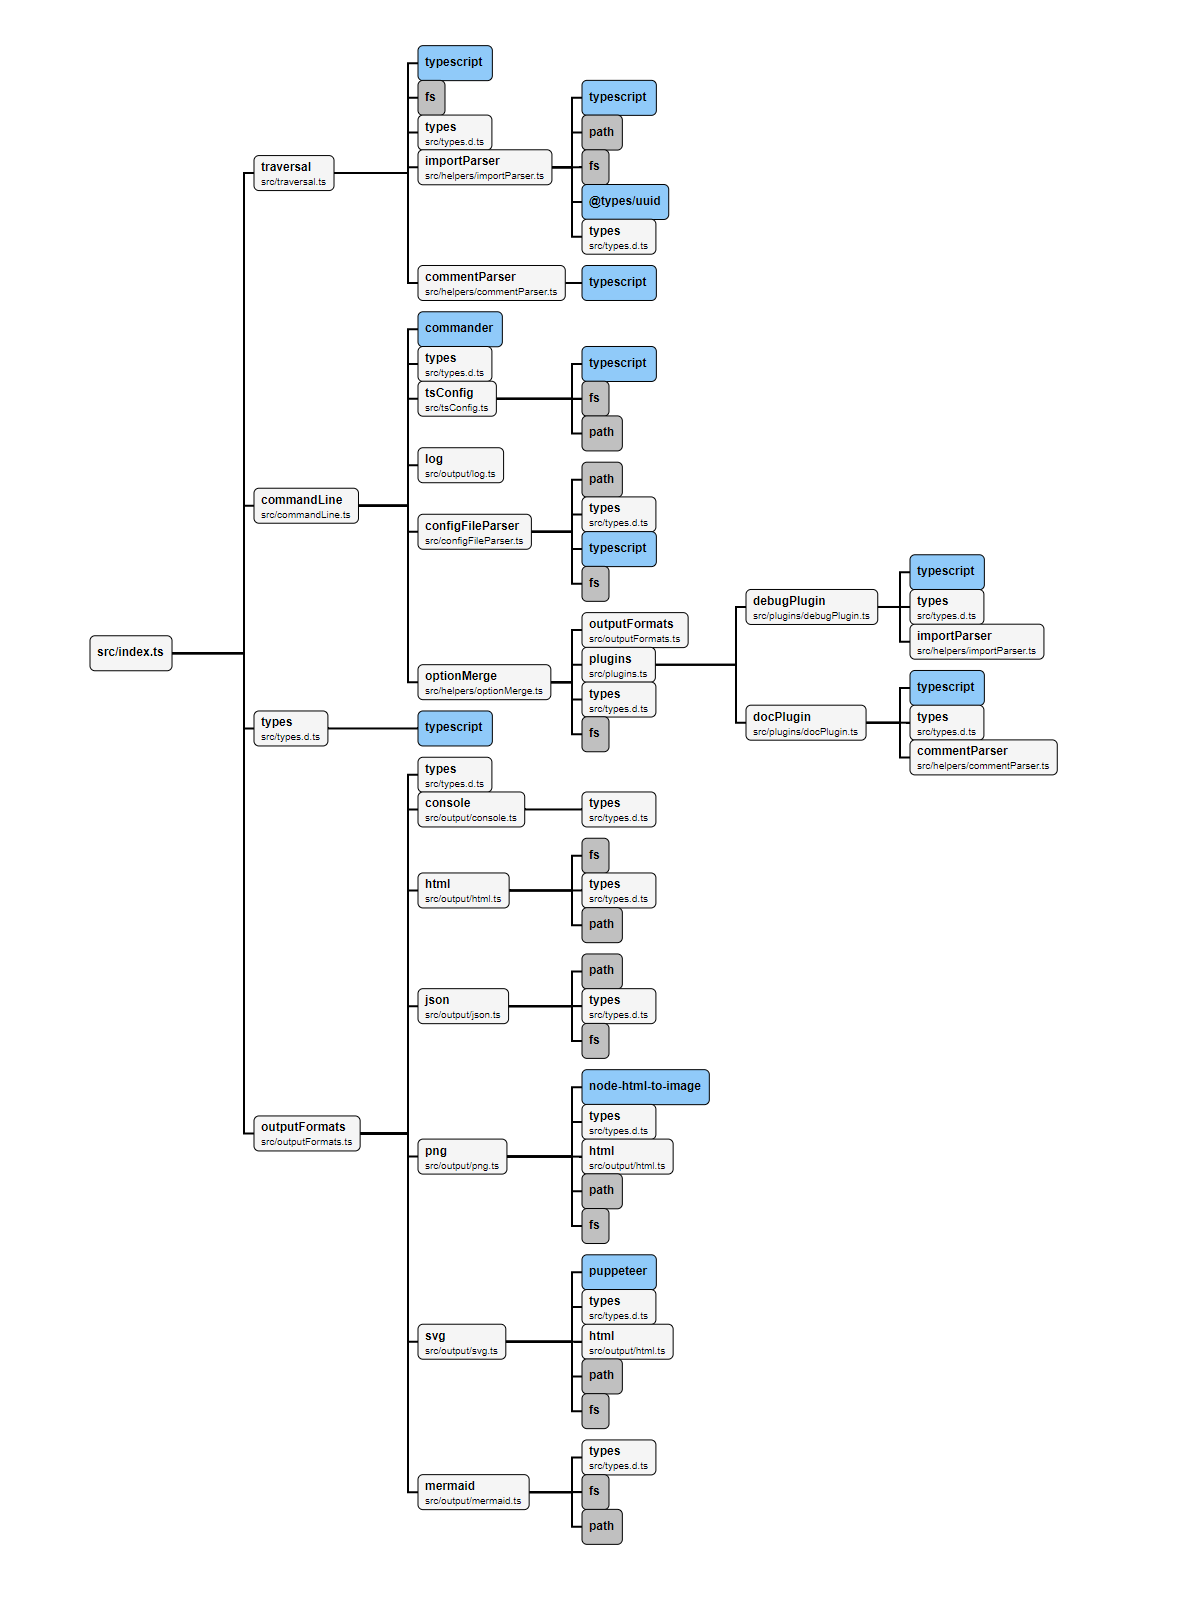 src/index.ts
traversal
src/traversal.ts
typescript
fs
types
src/types.d.ts
importParser
src/helpers/importParser.ts
typescript
path
fs
@types/uuid
types
src/types.d.ts
commentParser
src/helpers/commentParser.ts
typescript
commandLine
src/commandLine.ts
commander
types
src/types.d.ts
tsConfig
src/tsConfig.ts
typescript
fs
path
log
src/output/log.ts
configFileParser
src/configFileParser.ts
path
types
src/types.d.ts
typescript
fs
optionMerge
src/helpers/optionMerge.ts
outputFormats
src/outputFormats.ts
plugins
src/plugins.ts
debugPlugin
src/plugins/debugPlugin.ts
typescript
types
src/types.d.ts
importParser
src/helpers/importParser.ts
docPlugin
src/plugins/docPlugin.ts
typescript
types
src/types.d.ts
commentParser
src/helpers/commentParser.ts
types
src/types.d.ts
fs
types
src/types.d.ts
typescript
outputFormats
src/outputFormats.ts
types
src/types.d.ts
console
src/output/console.ts
types
src/types.d.ts
html
src/output/html.ts
fs
types
src/types.d.ts
path
json
src/output/json.ts
path
types
src/types.d.ts
fs
png
src/output/png.ts
node-html-to-image
types
src/types.d.ts
html
src/output/html.ts
path
fs
svg
src/output/svg.ts
puppeteer
types
src/types.d.ts
html
src/output/html.ts
path
fs
mermaid
src/output/mermaid.ts
types
src/types.d.ts
fs
path